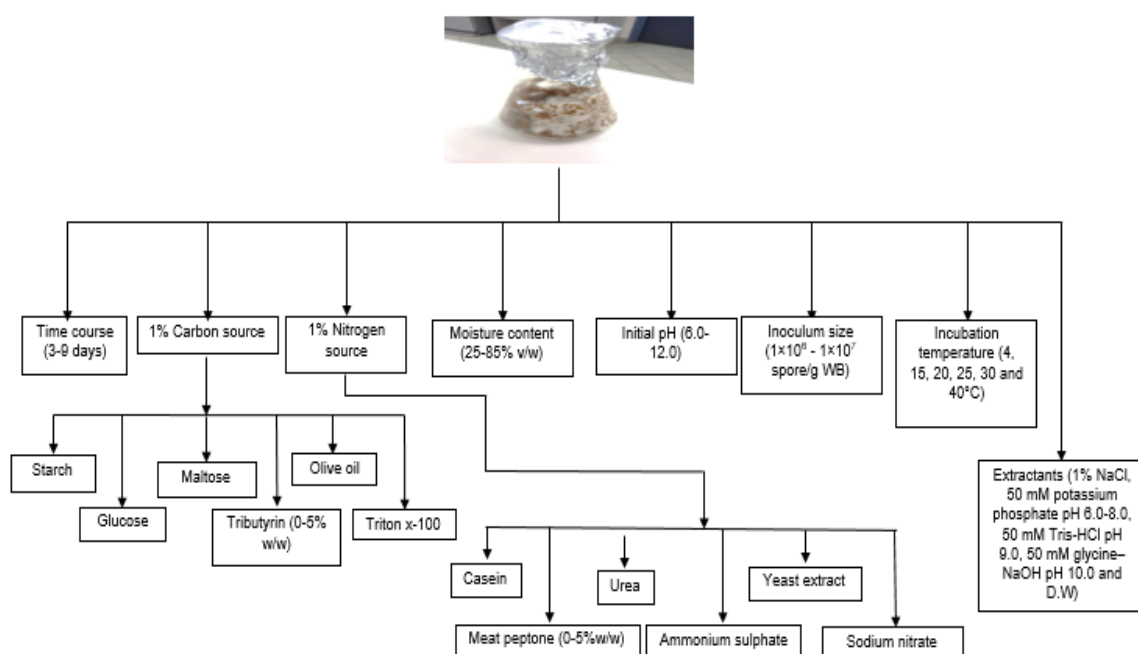 Time course
(3-9 days)
1% Carbon source
1% Nitrogen
source
Moisture content
(25-85% v/w)
Initial pH (6.0-
12.0)
Inoculum size
(1×10⁶ - 1×10⁷
spore/g WB)
Incubation
temperature (4,
15, 20, 25, 30 and
40°C)
Extractants (1% NaCl,
50 mM potassium
phosphate pH 6.0-8.0,
50 mM Tris-HCl pH
9.0, 50 mM glycine–
NaOH pH 10.0 and
D.W)
Starch
Glucose
Maltose
Tributyrin (0-5%
w/w)
Olive oil
Triton x-100
Casein
Meat peptone (0-5%w/w)
Urea
Ammonium sulphate
Yeast extract
Sodium nitrate